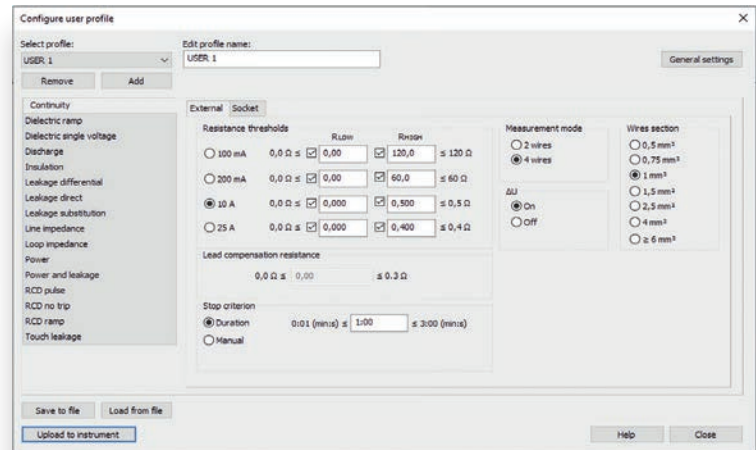 Configure user profile
Select profile:
Edit profile name:
USER 1
USER 1
General settings
Remove
Add
Continuity
Dielectric ramp
Dielectric single voltage
Discharge
Insulation
Leakage differential
Leakage direct
Leakage substitution
Line impedance
Loop impedance
Power
Power and leakage
RCD pulse
RCD no trip
RCD ramp
Touch leakage
External
Socket
Resistance thresholds
RLOW
RHIGH
100 mA 0,0 Ω ≤ 0,00 120,0 ≤ 120 Ω
200 mA 0,0 Ω ≤ 0,00 60,0 ≤ 60 Ω
10 A 0,0 Ω ≤ 0,000 0,500 ≤ 0,5 Ω
25 A 0,0 Ω ≤ 0,000 0,400 ≤ 0,4 Ω
Lead compensation resistance
0,0 Ω ≤ 0,00 ≤ 0.3 Ω
Stop criterion
Duration 0:01 (min:s) ≤ 1:00 ≤ 3:00 (min:s)
Manual
Measurement mode
2 wires
4 wires
ΔU
On
Off
Wires section
0,5 mm²
0,75 mm²
1 mm²
1,5 mm²
2,5 mm²
4 mm²
≥ 6 mm²
Save to file
Load from file
Upload to instrument
Help
Close